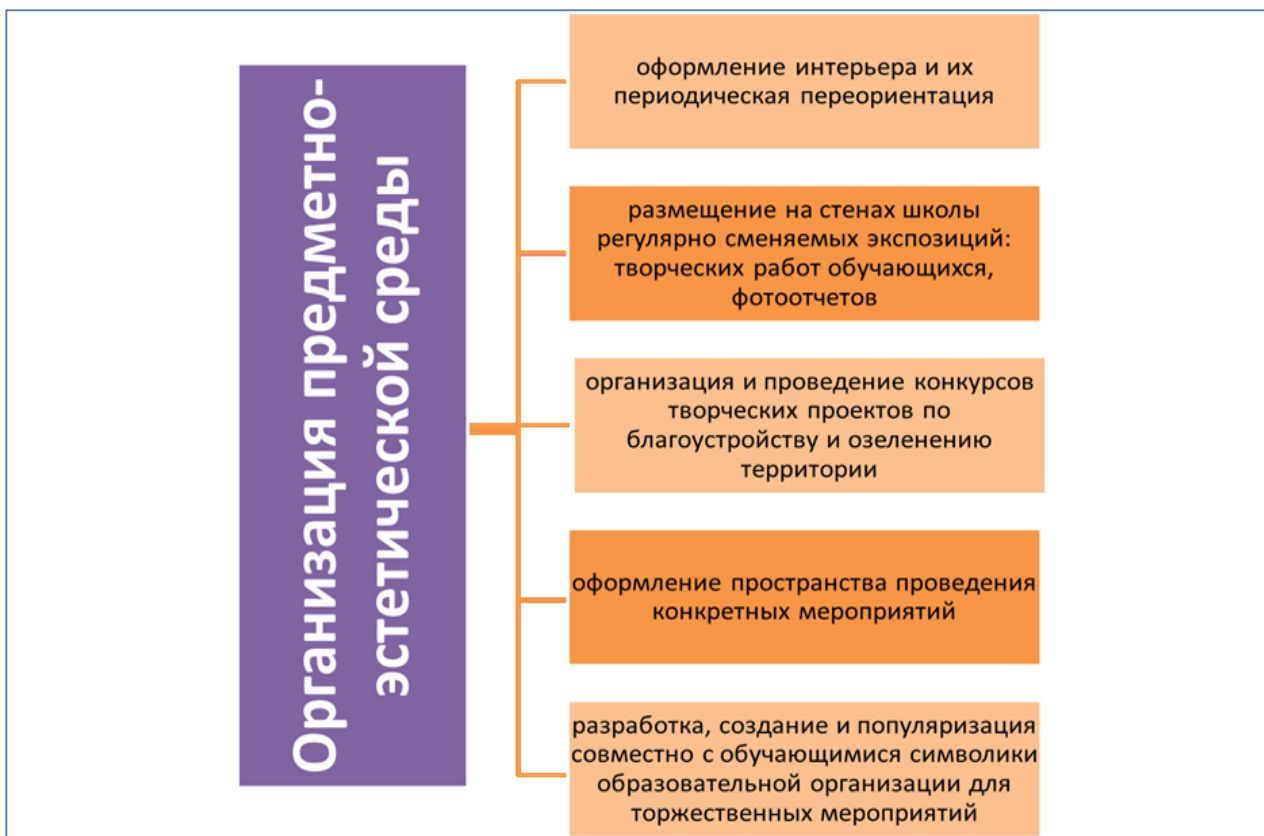 Организация предметно-
эстетической среды
оформление интерьера и их
периодическая переориентация
размещение на стенах школы
регулярно сменяемых экспозиций:
творческих работ обучающихся,
фотоотчетов
организация и проведение конкурсов
творческих проектов по
благоустройству и озеленению
территории
оформление пространства проведения
конкретных мероприятий
разработка, создание и популяризация
совместно с обучающимися символики
образовательной организации для
торжественных мероприятий